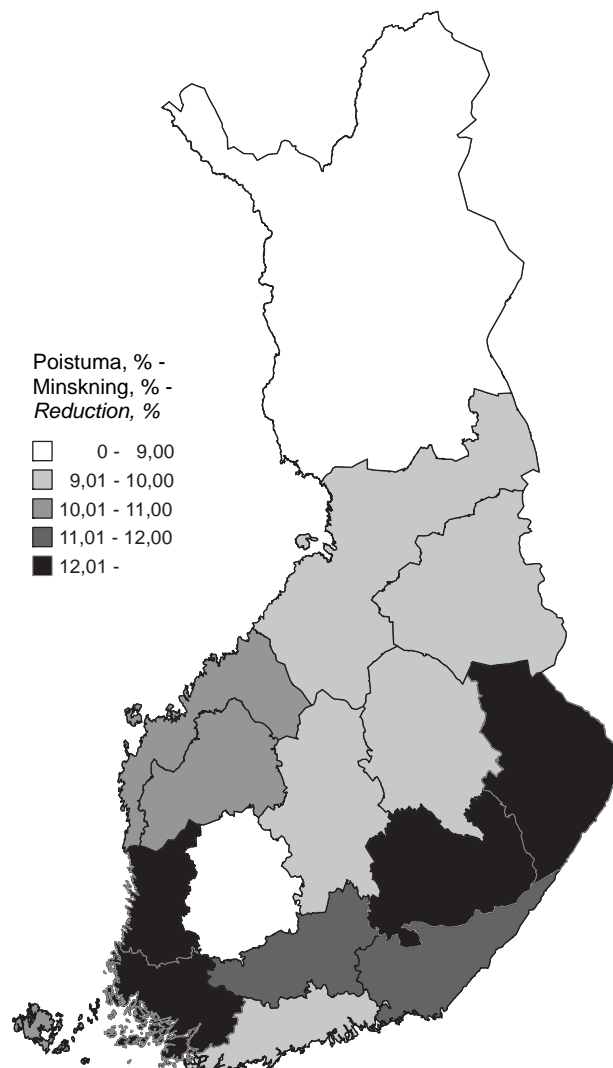 Poistuma, % -
Minskning, % -
Reduction, %
0 - 9,00
9,01 - 10,00
10,01 - 11,00
11,01 - 12,00
12,01 -